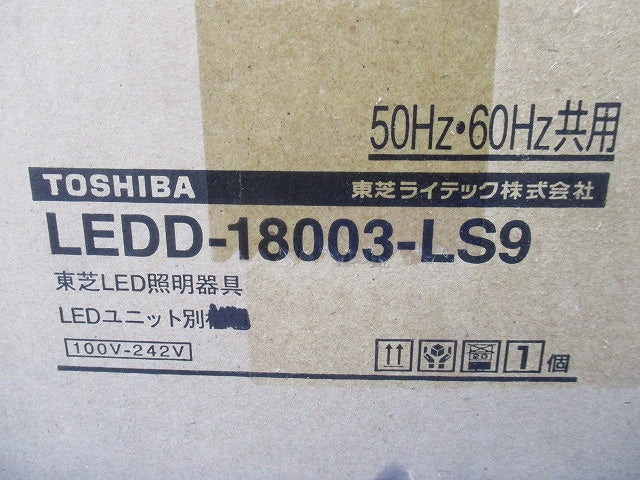 50Hz・60Hz共用
TOSHIBA 東芝ライテック株式会社
LEDD-18003-LS9
東芝LED照明器具
LEDユニット別
100V-242V
20 1個